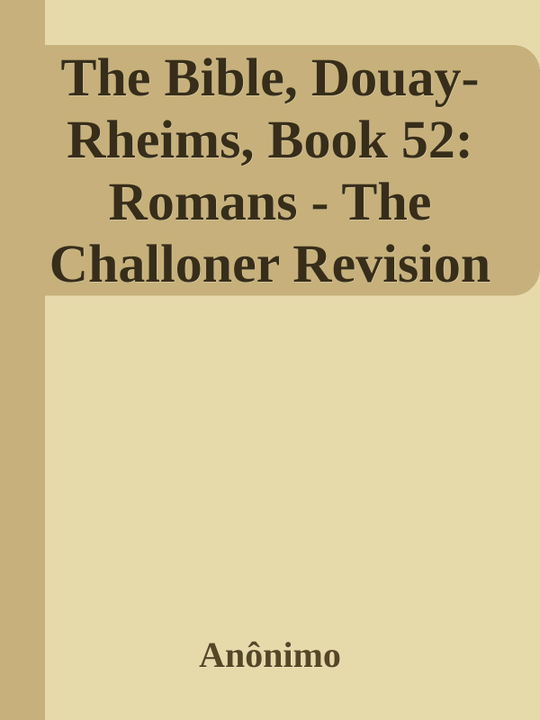 The Bible, Douay-
Rheims, Book 52:
Romans - The
Challoner Revision
Anônimo